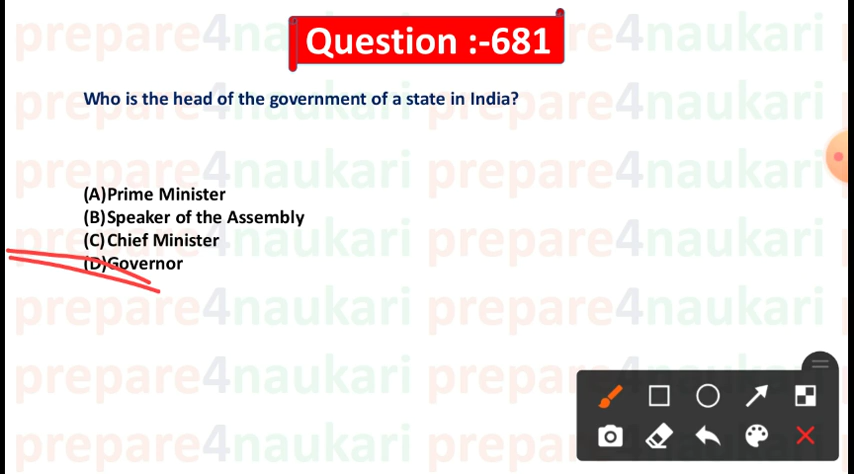 Question :-681
Who is the head of the government of a state in India?
(A)Prime Minister
(B)Speaker of the Assembly
(C)Chief Minister
(D)Governor
prepare4naukari